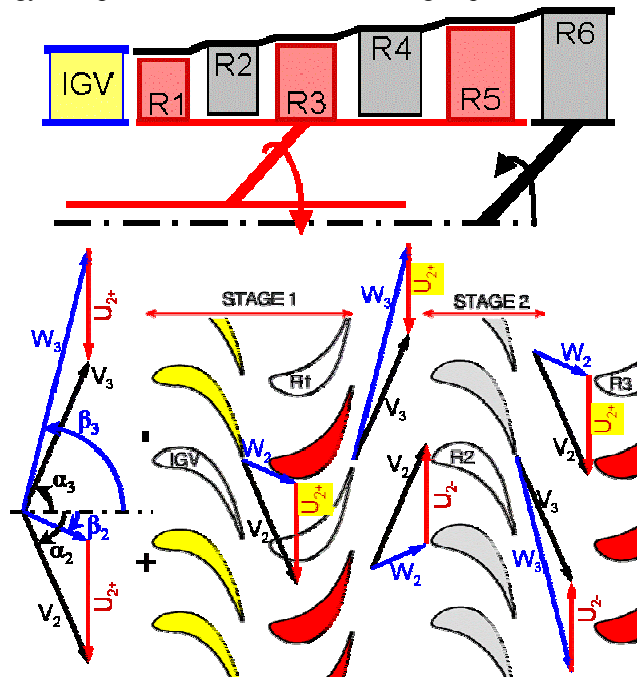 IGV
R1
R2
R3
R4
R5
R6
STAGE 1
STAGE 2
U2+
W3
V3
β3
α3
β2
α2
V2
U2+
IGV
R1
W2
U2+
V2
-
+
W3
U2+
V3
V2
U2-
W2
R2
W2
R3
U2+
V2
V3
W3
U2-